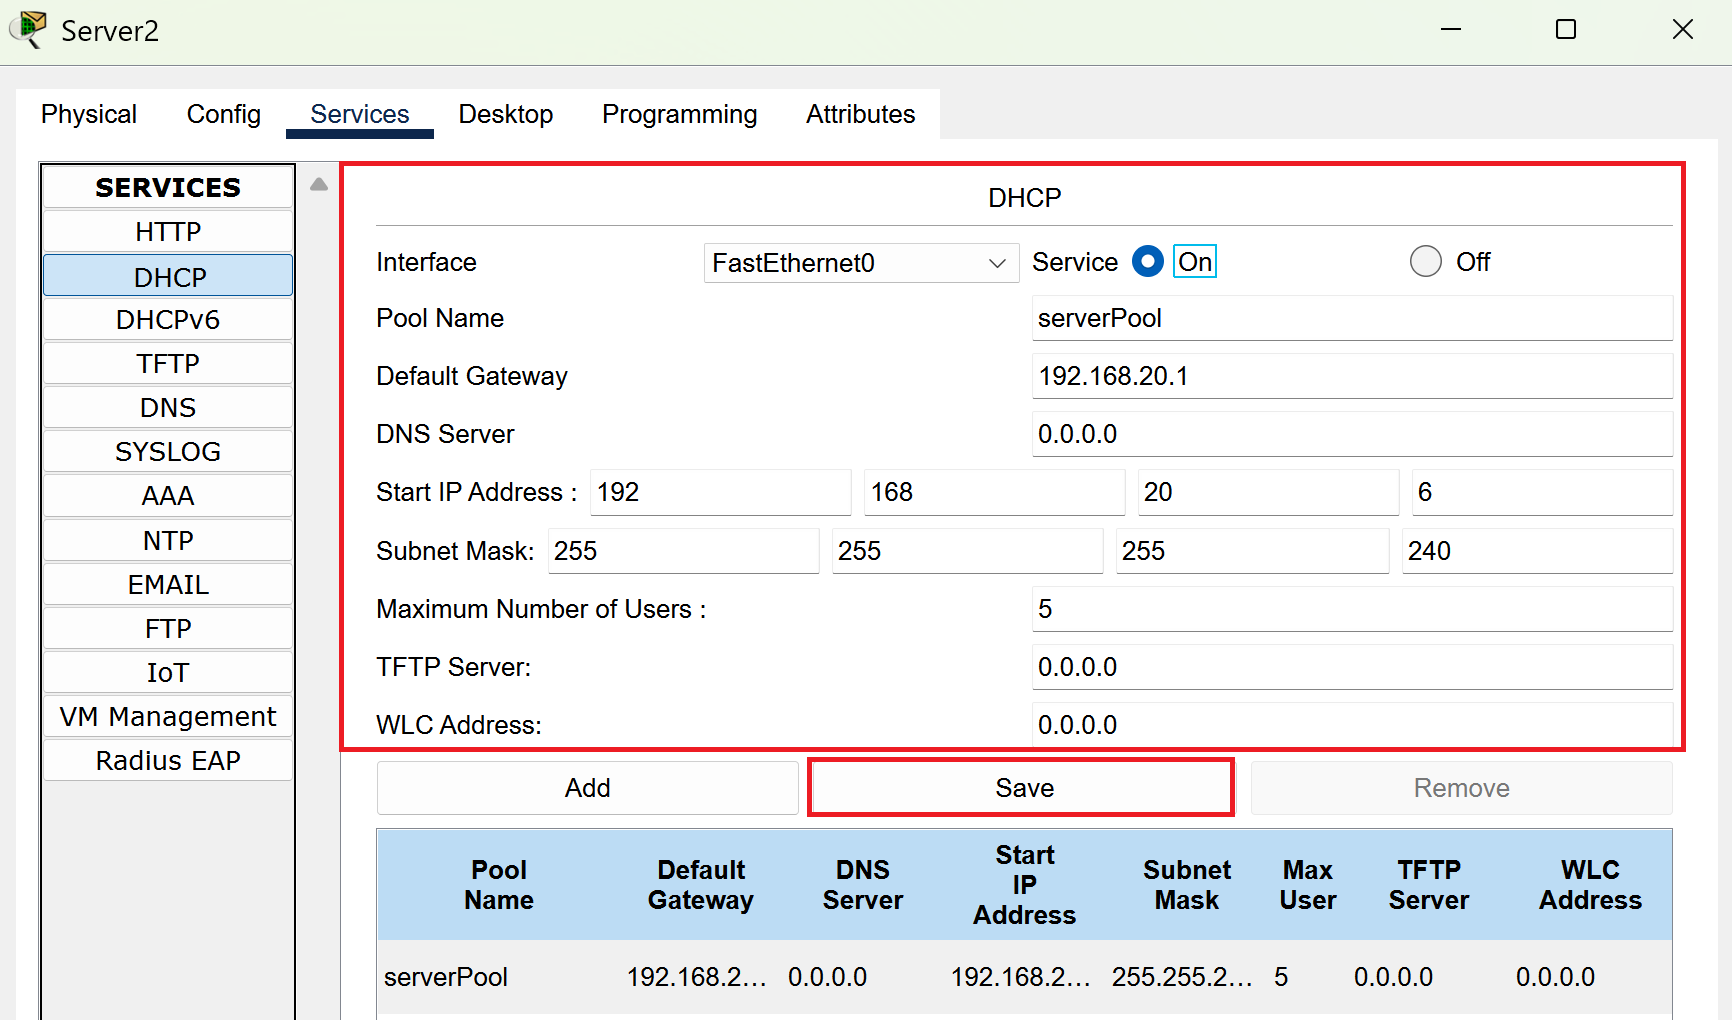 Server2
Physical Config Services Desktop Programming Attributes
SERVICES
HTTP
DHCP
DHCPv6
TFTP
DNS
SYSLOG
AAA
NTP
EMAIL
FTP
IoT
VM Management
Radius EAP
DHCP
Interface FastEthernet0 Service On Off
Pool Name serverPool
Default Gateway 192.168.20.1
DNS Server 0.0.0.0
Start IP Address : 192 168 20 6
Subnet Mask: 255 255 255 240
Maximum Number of Users : 5
TFTP Server: 0.0.0.0
WLC Address: 0.0.0.0
Add Save Remove
Pool Name Default Gateway DNS Server Start IP Address Subnet Mask Max User TFTP Server WLC Address
serverPool 192.168.2... 0.0.0.0 192.168.2... 255.255.2... 5 0.0.0.0 0.0.0.0